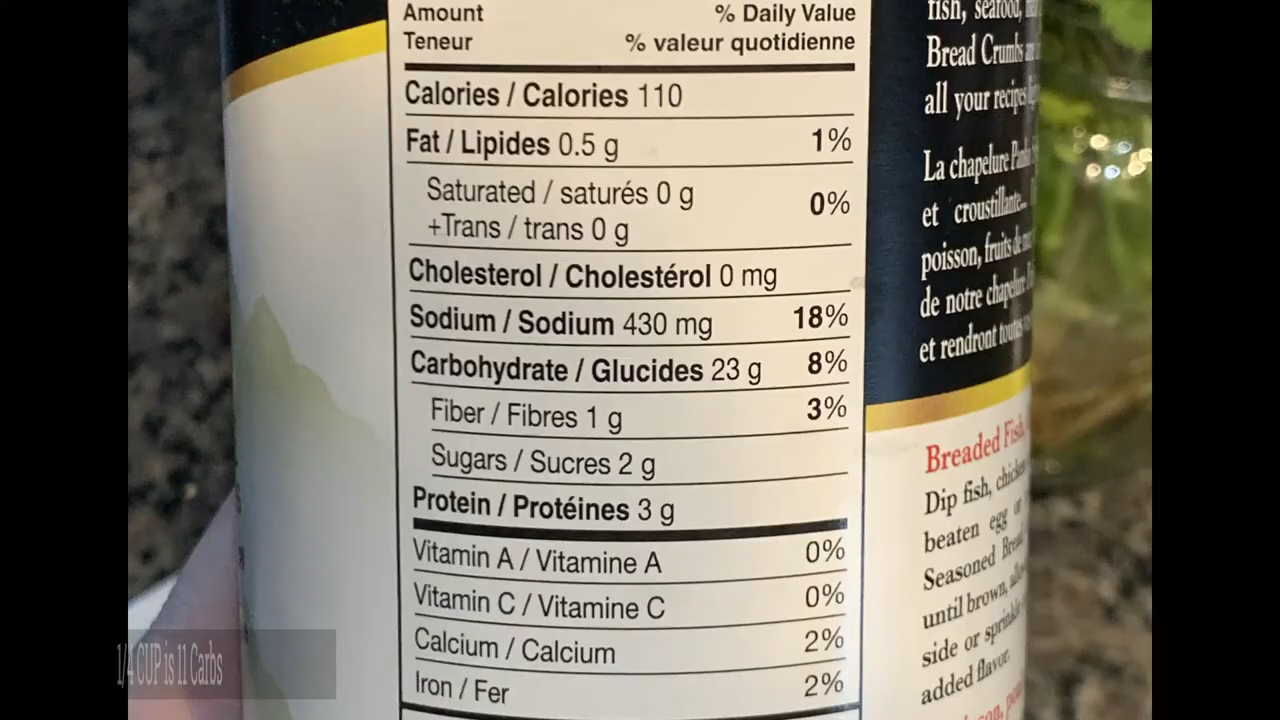 Amount % Daily Value
Teneur % valeur quotidienne
Calories / Calories 110
Fat / Lipides 0.5 g 1%
Saturated / saturés 0 g
+Trans / trans 0 g 0%
Cholesterol / Cholestérol 0 mg
Sodium / Sodium 430 mg 18%
Carbohydrate / Glucides 23 g 8%
Fiber / Fibres 1 g 3%
Sugars / Sucres 2 g
Protein / Protéines 3 g
Vitamin A / Vitamine A 0%
Vitamin C / Vitamine C 0%
Calcium / Calcium 2%
Iron / Fer 2%
fish, seafood,
Bread Crumbs
all your recipes
La chapelure Panko
et croustillante...
poisson, fruits de
de notre chapelure
et rendront toutes
Breaded Fish,
Dip fish, chicken
beaten egg or
Seasoned Bread
until brown,
side or sprinkle
added flavor.
1/4 CUP is 11 Carbs